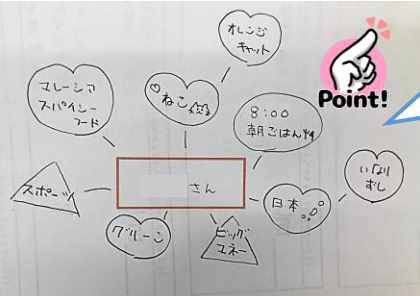 オレンジ
キャット
Point!
マレーシア
スパイシー
フード
ねこ
8:00
朝ごはん
いなり
ずし
スポーツ
さん
日本
グリーン
ビッグ
マネー